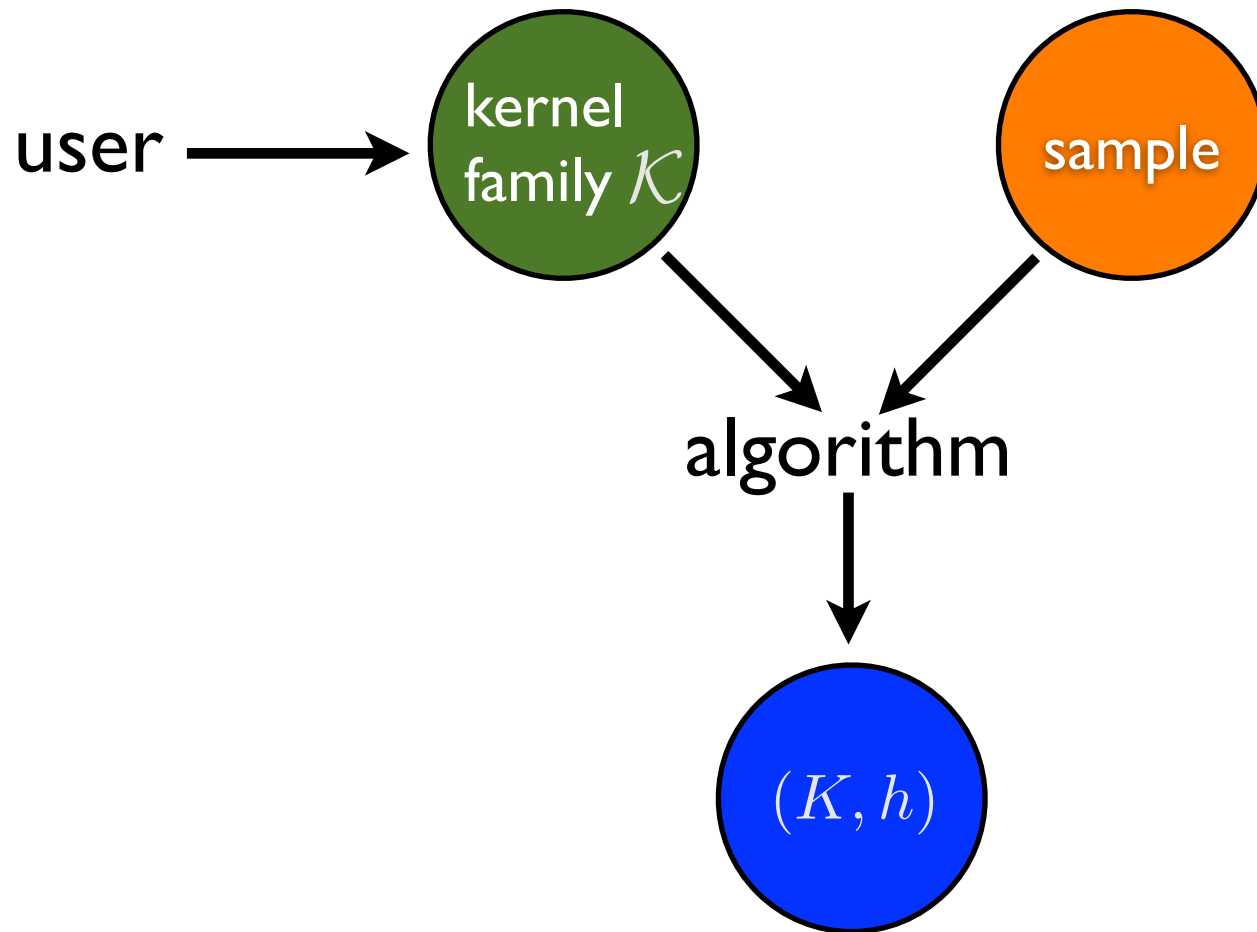 user
kernel
family 𝒦
sample
algorithm
(K, h)